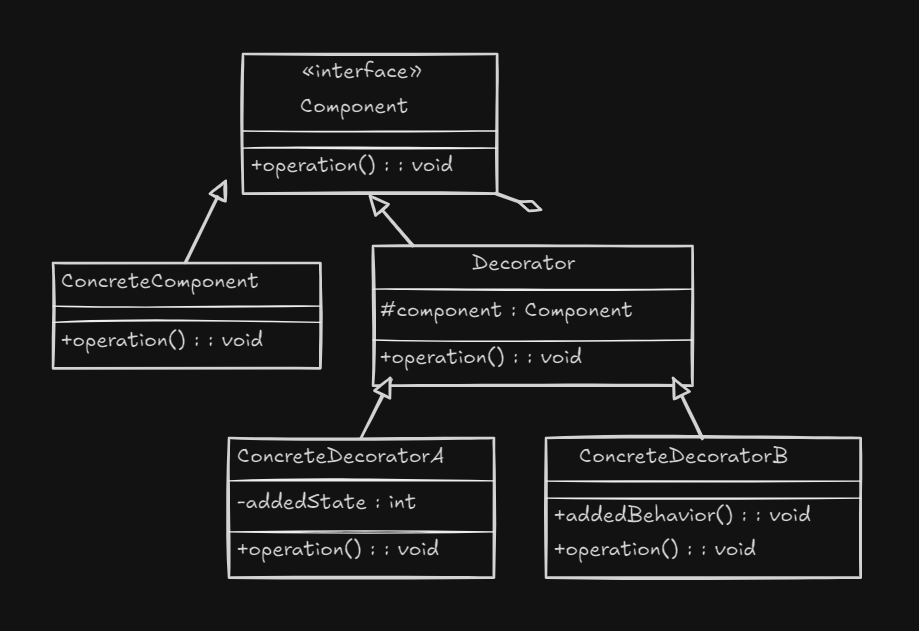 «interface»
Component
+operation() : : void
ConcreteComponent
+operation() : : void
Decorator
#component : Component
+operation() : : void
ConcreteDecoratorA
-addedState : int
+operation() : : void
ConcreteDecoratorB
+addedBehavior() : : void
+operation() : : void